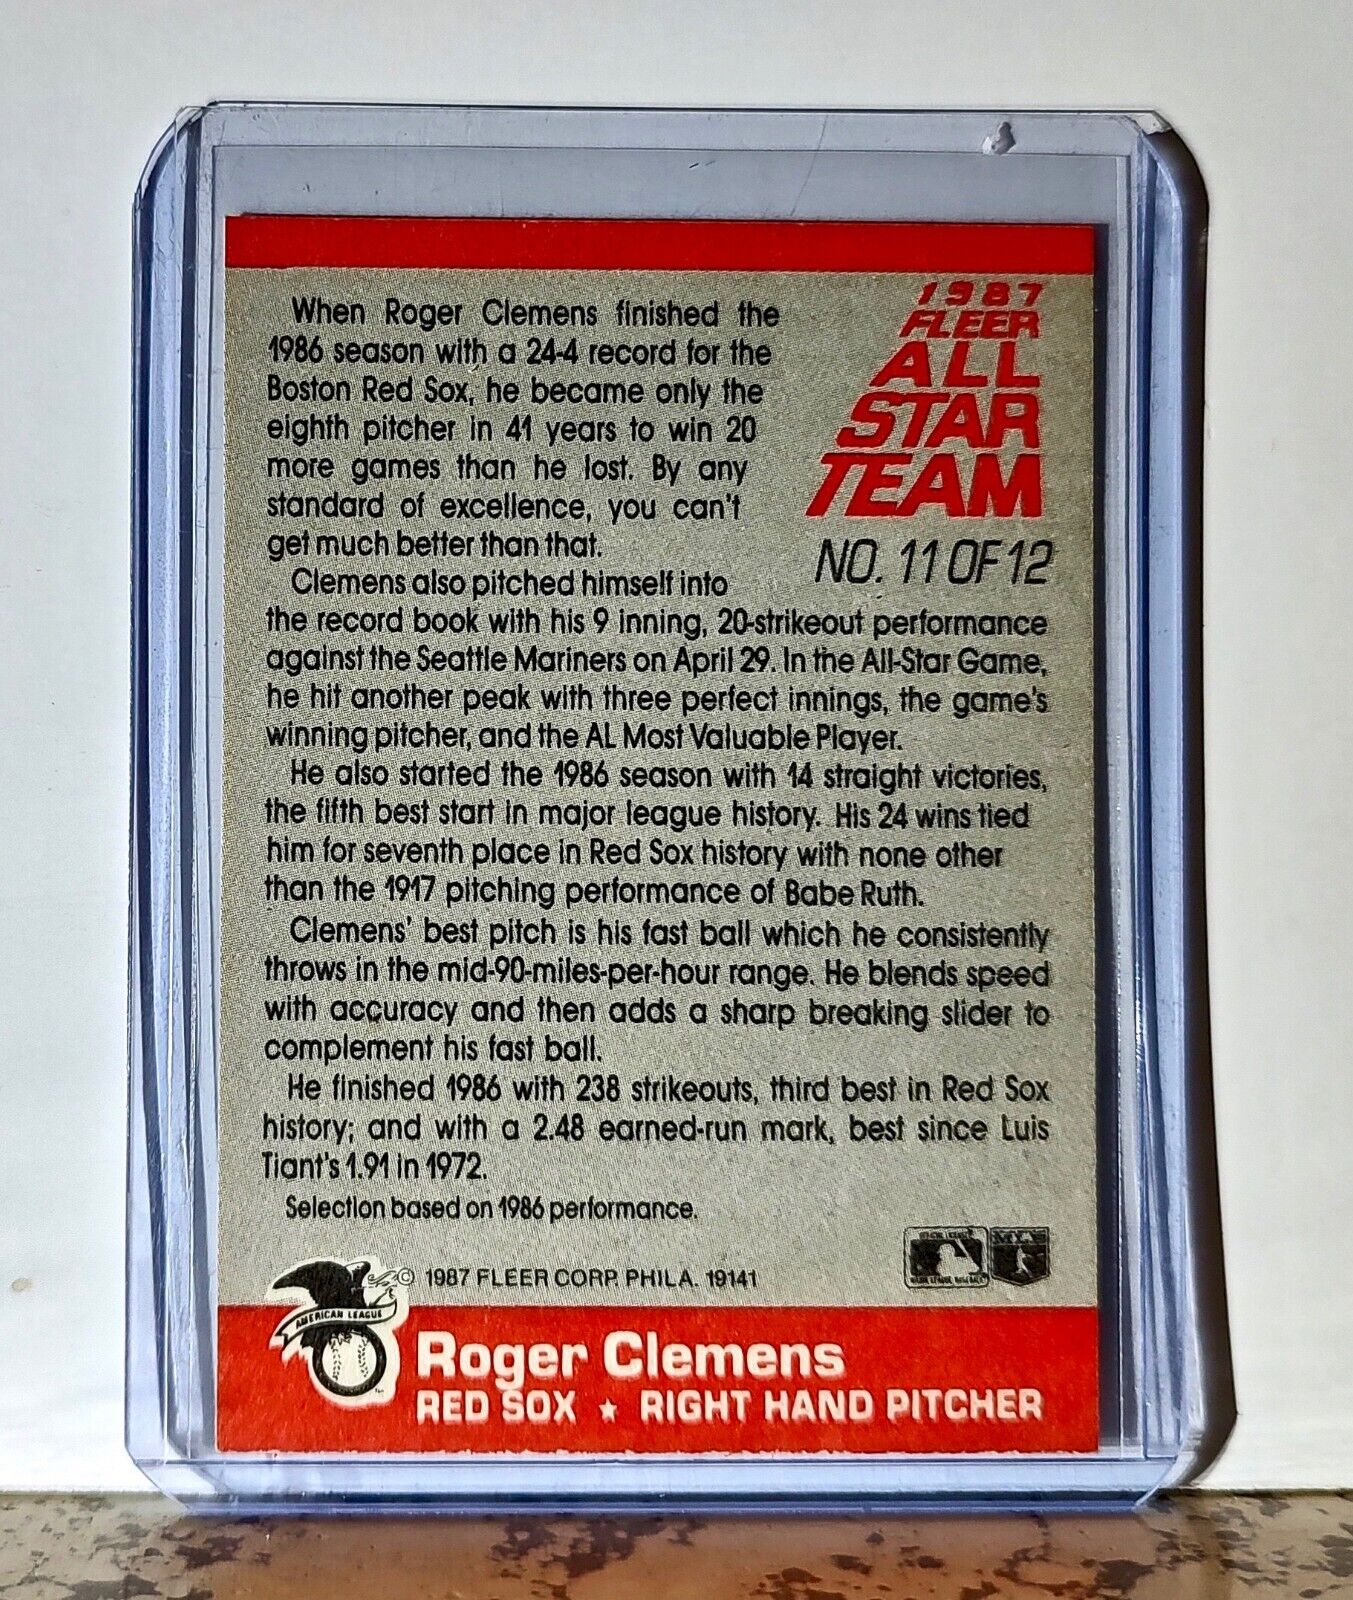 When Roger Clemens finished the
1986 season with a 24-4 record for the
Boston Red Sox, he became only the
eighth pitcher in 41 years to win 20
more games than he lost. By any
standard of excellence, you can't
get much better than that.
1987
FLEER
ALL
STAR
TEAM
NO. 11 OF 12
Clemens also pitched himself into
the record book with his 9 inning, 20-strikeout performance
against the Seattle Mariners on April 29. In the All-Star Game,
he hit another peak with three perfect innings, the game's
winning pitcher, and the AL Most Valuable Player.
He also started the 1986 season with 14 straight victories,
the fifth best start in major league history. His 24 wins tied
him for seventh place in Red Sox history with none other
than the 1917 pitching performance of Babe Ruth.
Clemens' best pitch is his fast ball which he consistently
throws in the mid-90-miles-per-hour range. He blends speed
with accuracy and then adds a sharp breaking slider to
complement his fast ball.
He finished 1986 with 238 strikeouts, third best in Red Sox
history; and with a 2.48 earned-run mark, best since Luis
Tiant's 1.91 in 1972.
Selection based on 1986 performance.
© 1987 FLEER CORP. PHILA. 19141
AMERICAN LEAGUE
Roger Clemens
RED SOX ★ RIGHT HAND PITCHER